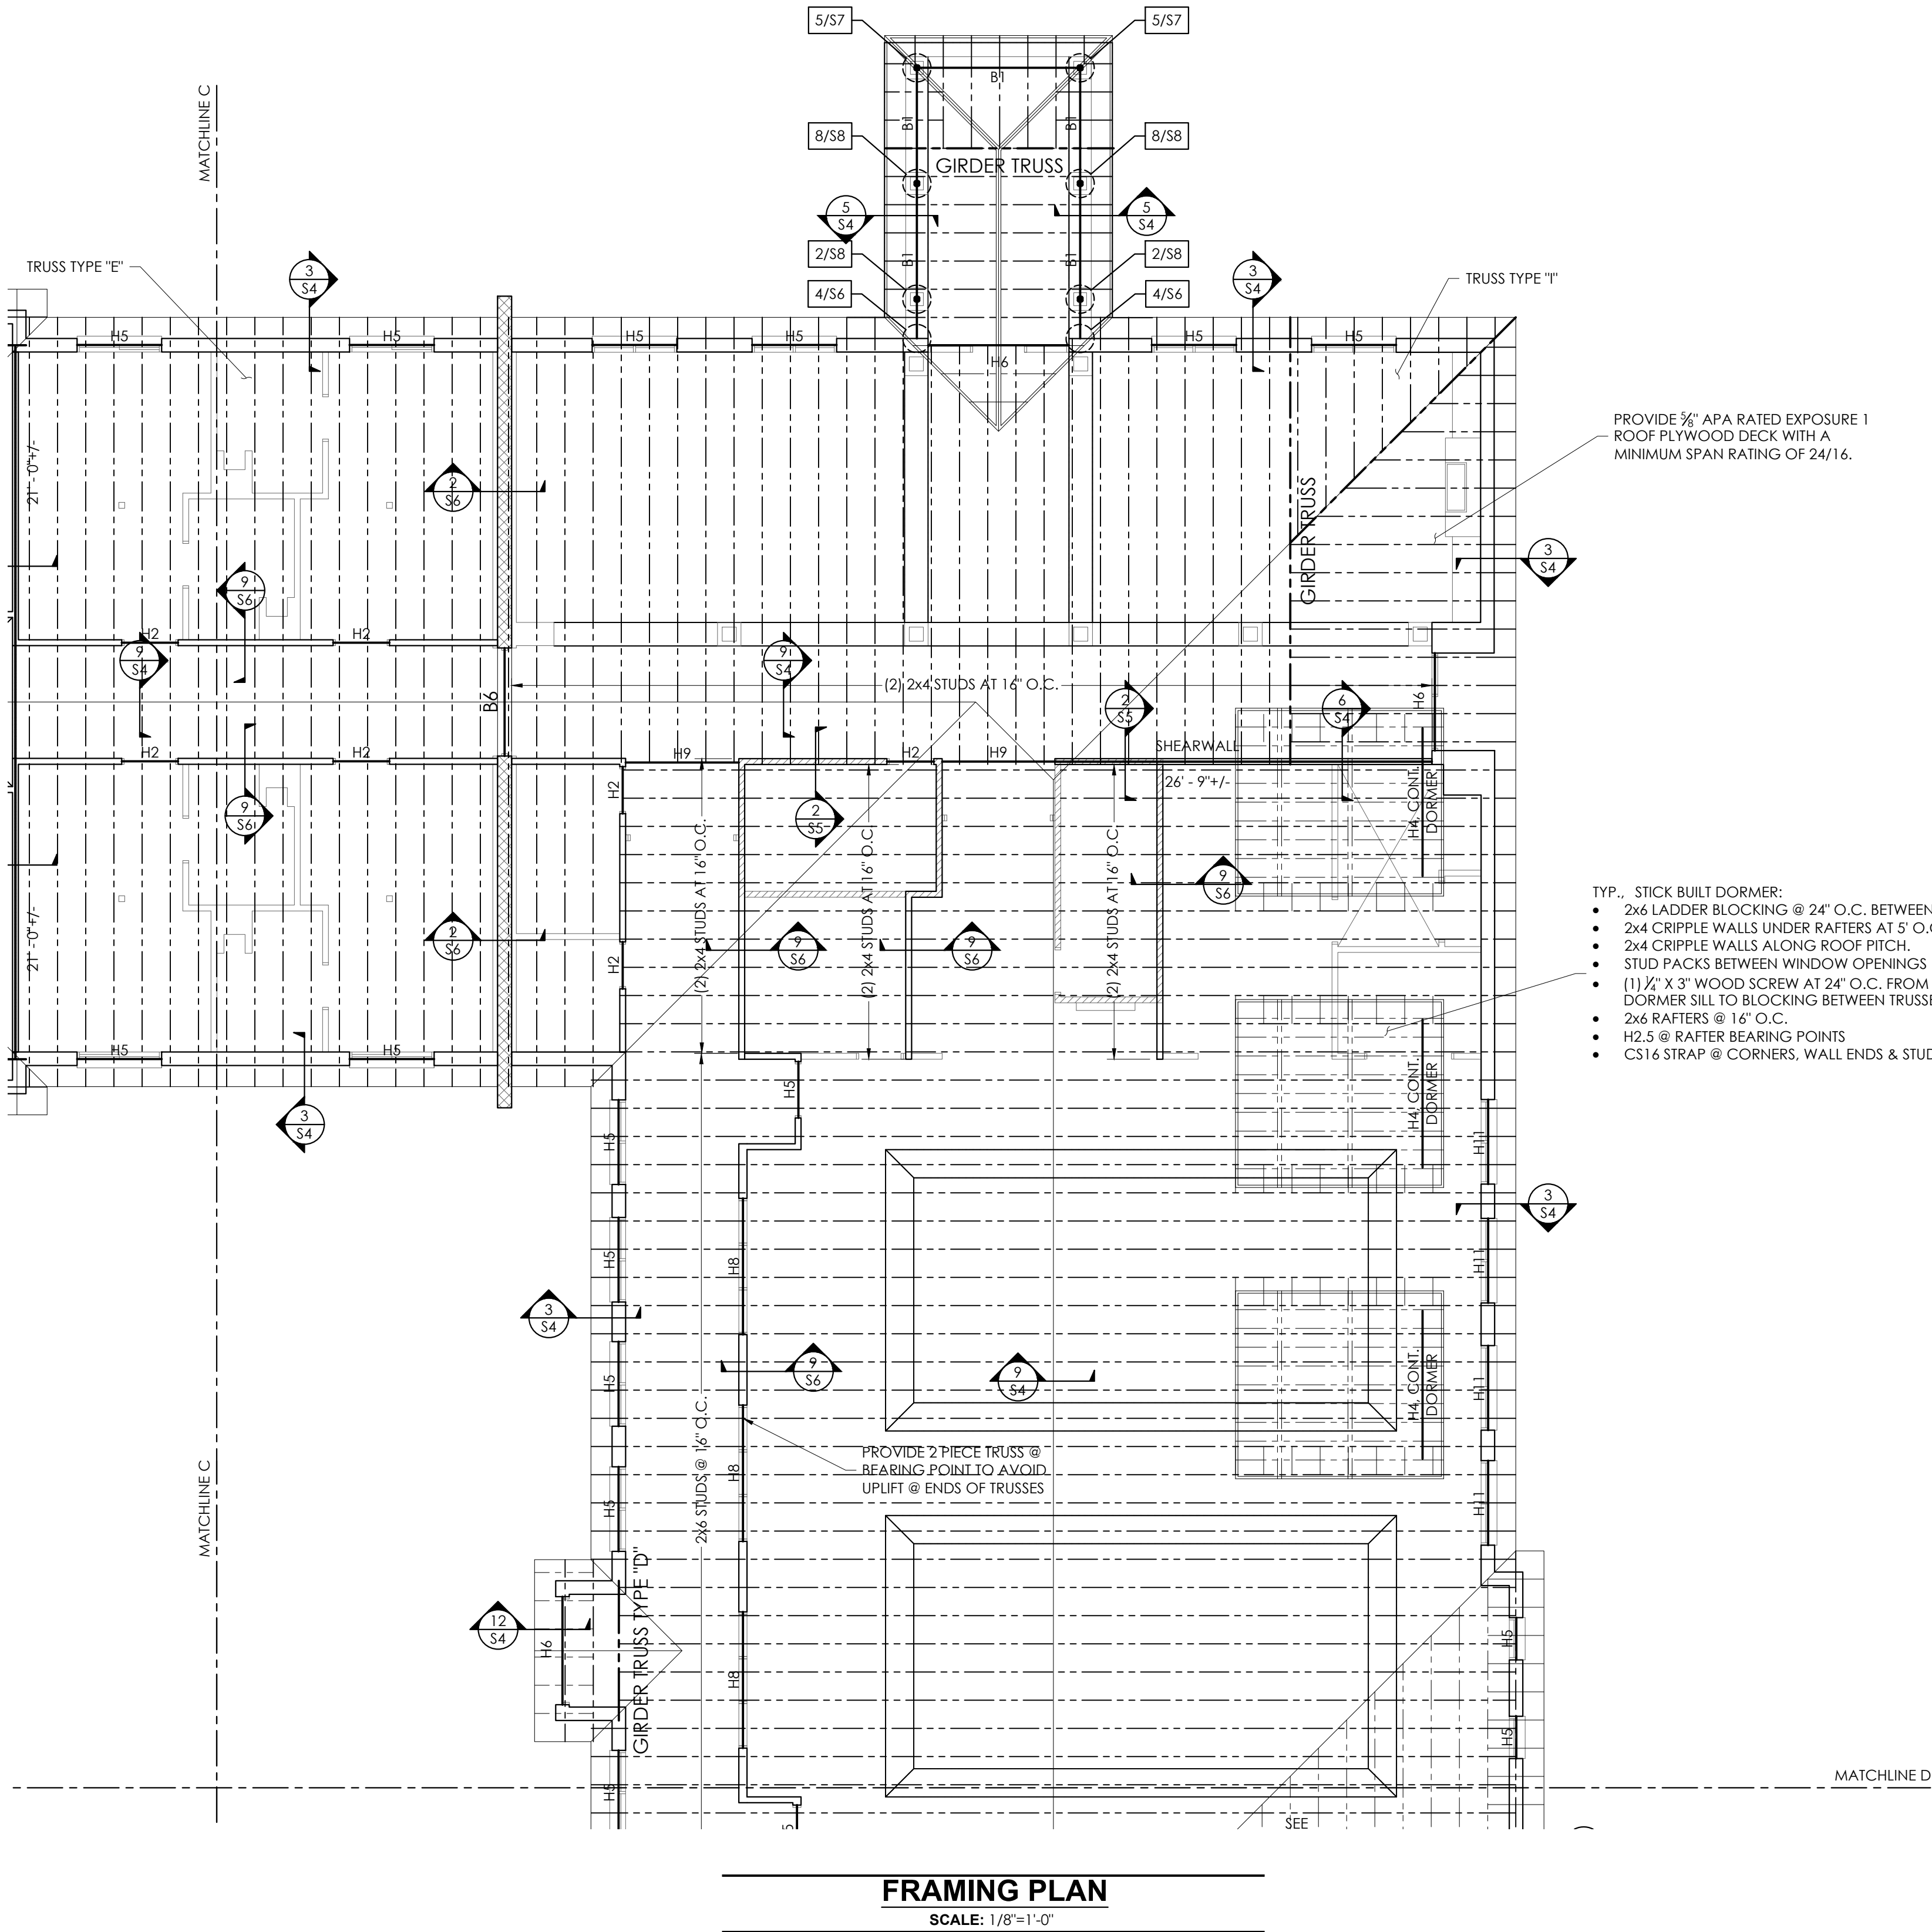 5/S7
5/S7
MATCHLINE C
B1
B1
B1
8/S8
8/S8
GIRDER TRUSS
5
S4
5
S4
2/S8
B1
B1
2/S8
TRUSS TYPE "E"
3
S4
3
S4
TRUSS TYPE "I"
4/S6
4/S6
H5
H5
H5
H5
H5
H5
H6
PROVIDE ⅝" APA RATED EXPOSURE 1
ROOF PLYWOOD DECK WITH A
MINIMUM SPAN RATING OF 24/16.
21' - 0"+/-
2
S6
GIRDER TRUSS
3
S4
9
S6
H2
H2
9
S4
9
S4
(2) 2x4 STUDS AT 16" O.C.
B6
2
S5
6
S4
H6
H2
H2
H9
H2
H9
SHEARWALL
26' - 9"+/-
H2
9
S6
2
S5
H4, CONT.
DORMER
(2) 2x4 STUDS AT 16" O.C.
(2) 2x4 STUDS AT 16" O.C.
(2) 2x4 STUDS AT 16" O.C.
9
S6
TYP., STICK BUILT DORMER:
• 2x6 LADDER BLOCKING @ 24" O.C. BETWEEN
• 2x4 CRIPPLE WALLS UNDER RAFTERS AT 5' O.
• 2x4 CRIPPLE WALLS ALONG ROOF PITCH.
• STUD PACKS BETWEEN WINDOW OPENINGS
• (1) ¼" X 3" WOOD SCREW AT 24" O.C. FROM
DORMER SILL TO BLOCKING BETWEEN TRUSSE
• 2x6 RAFTERS @ 16" O.C.
• H2.5 @ RAFTER BEARING POINTS
• CS16 STRAP @ CORNERS, WALL ENDS & STUD
21' - 0"+/-
2
S6
H2
9
S6
9
S6
H5
H5
3
S4
H5
H5
H4, CONT.
DORMER
H11
3
S4
H5
H8
H11
3
S4
9
S6
9
S4
H5
H4, CONT.
DORMER
H11
2x6 STUDS @ 16" O.C.
PROVIDE 2 PIECE TRUSS @
BEARING POINT TO AVOID
UPLIFT @ ENDS OF TRUSSES
MATCHLINE C
H5
H8
H11
GIRDER TRUSS TYPE "D"
12
S4
H6
H8
H5
H5
H5
MATCHLINE D
SEE
FRAMING PLAN
SCALE: 1/8"=1'-0"